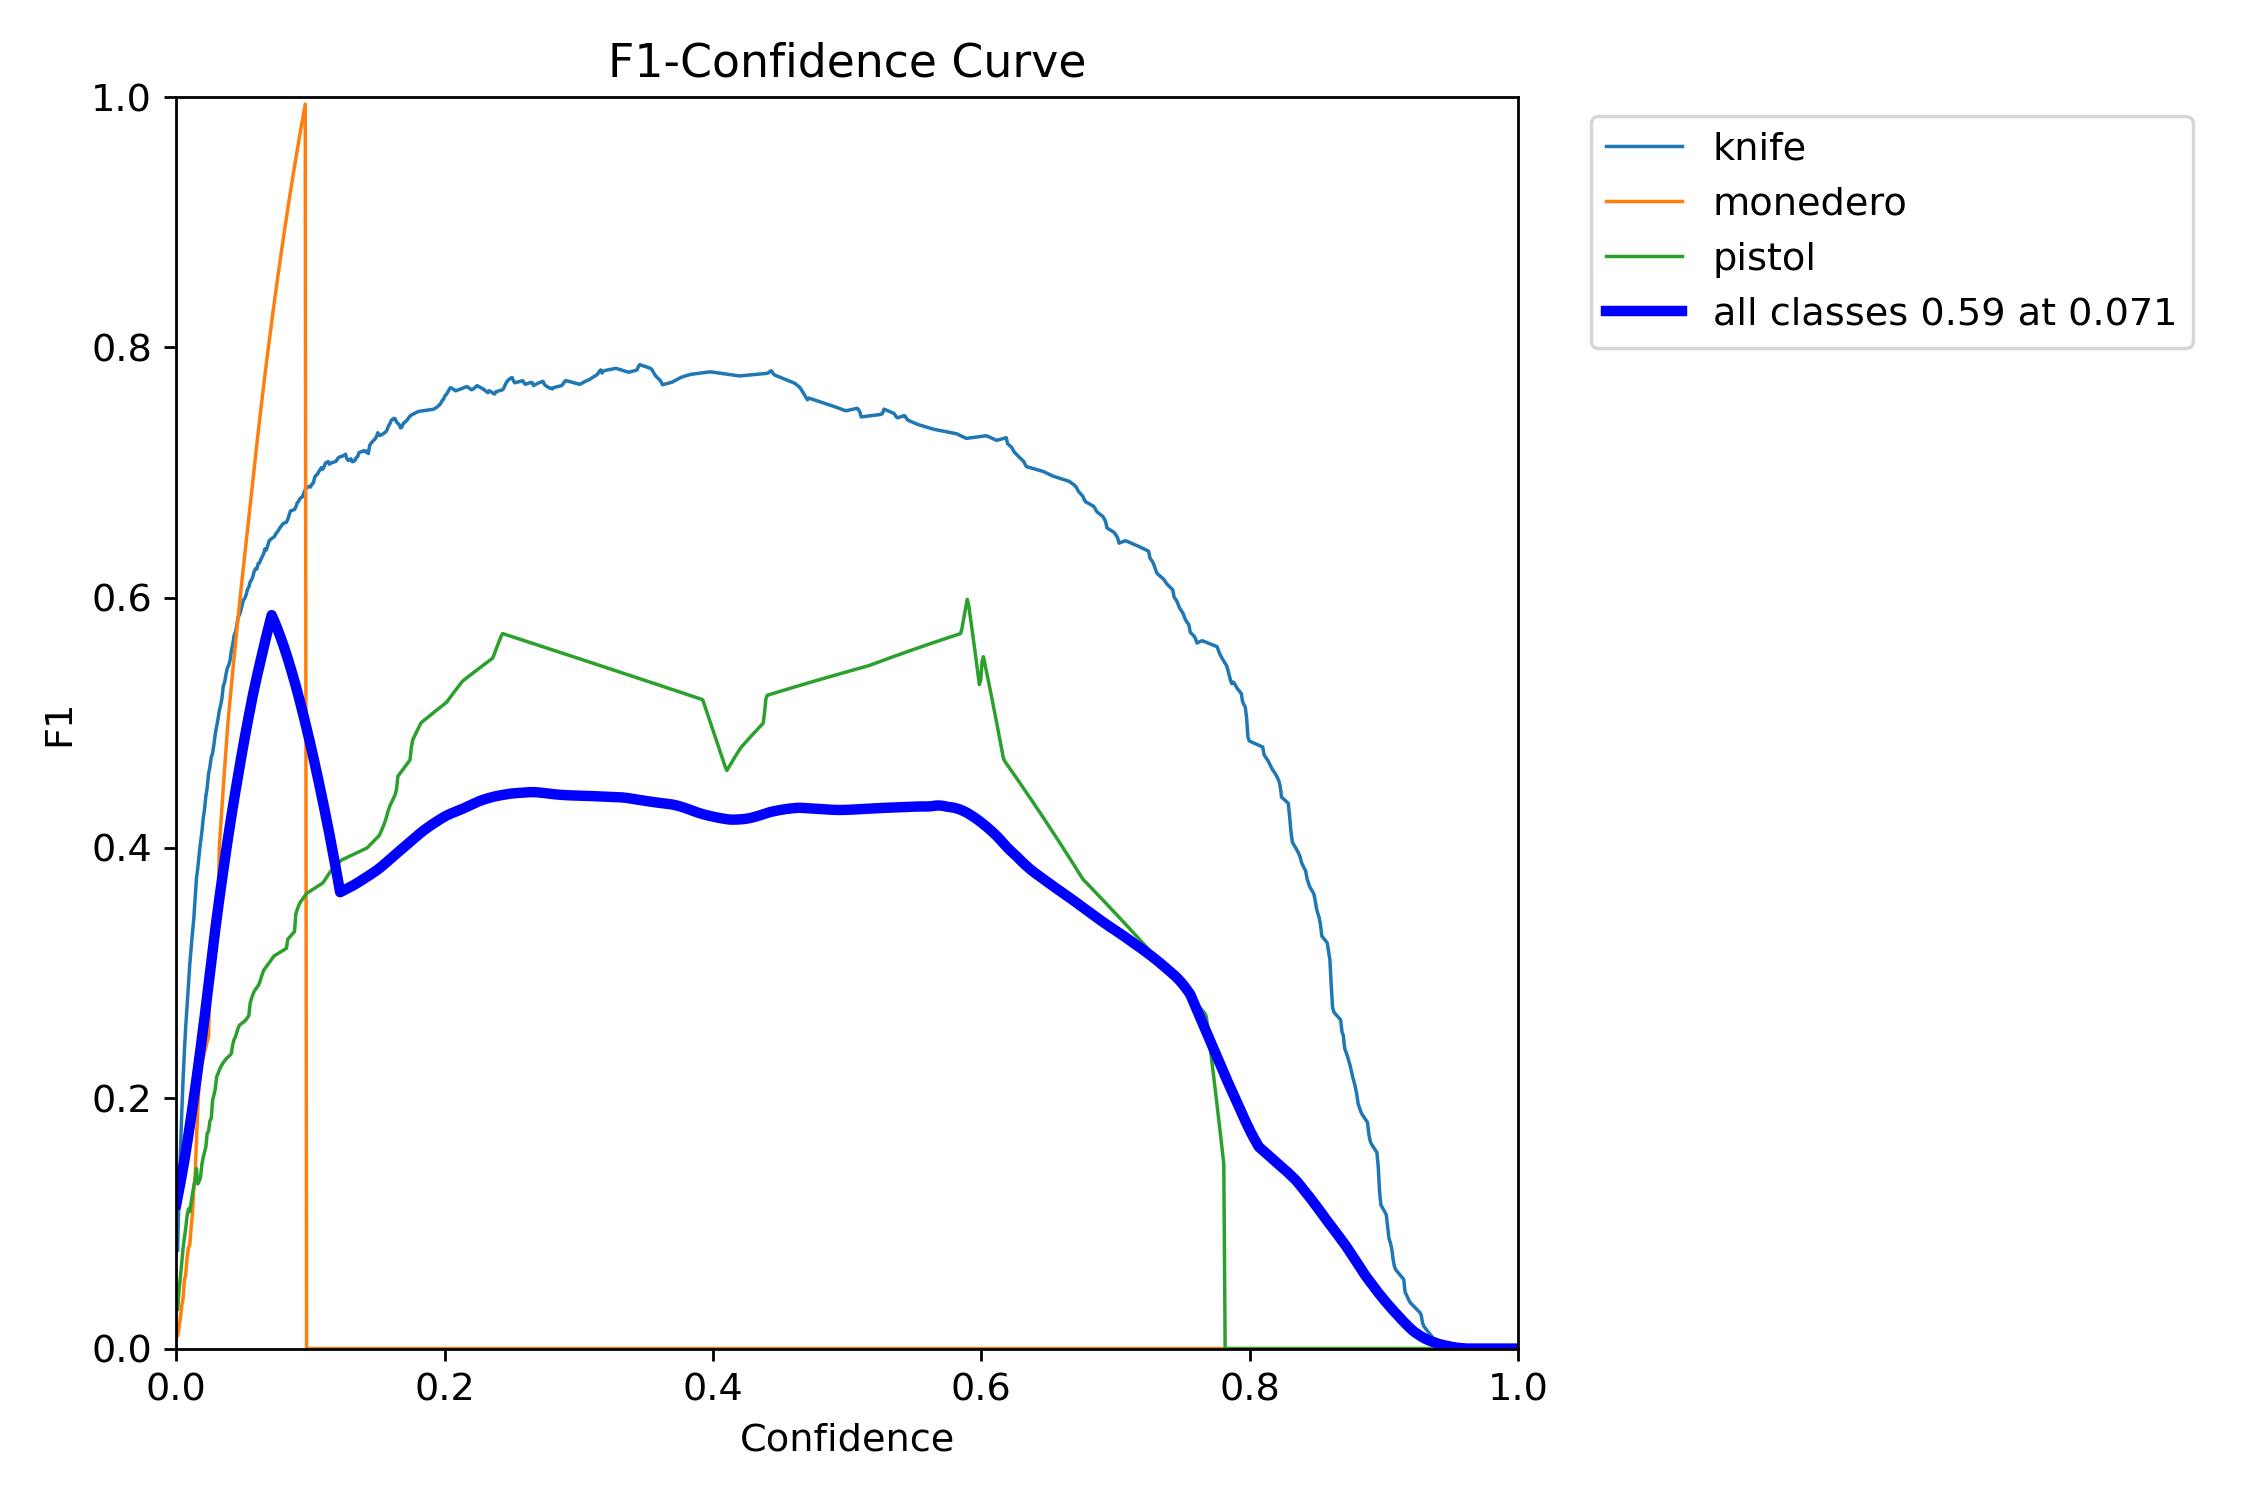 F1-Confidence Curve
1.0
0.8
0.6
0.4
0.2
0.0
F1
0.0 0.2 0.4 0.6 0.8 1.0
Confidence
knife
monedero
pistol
all classes 0.59 at 0.071